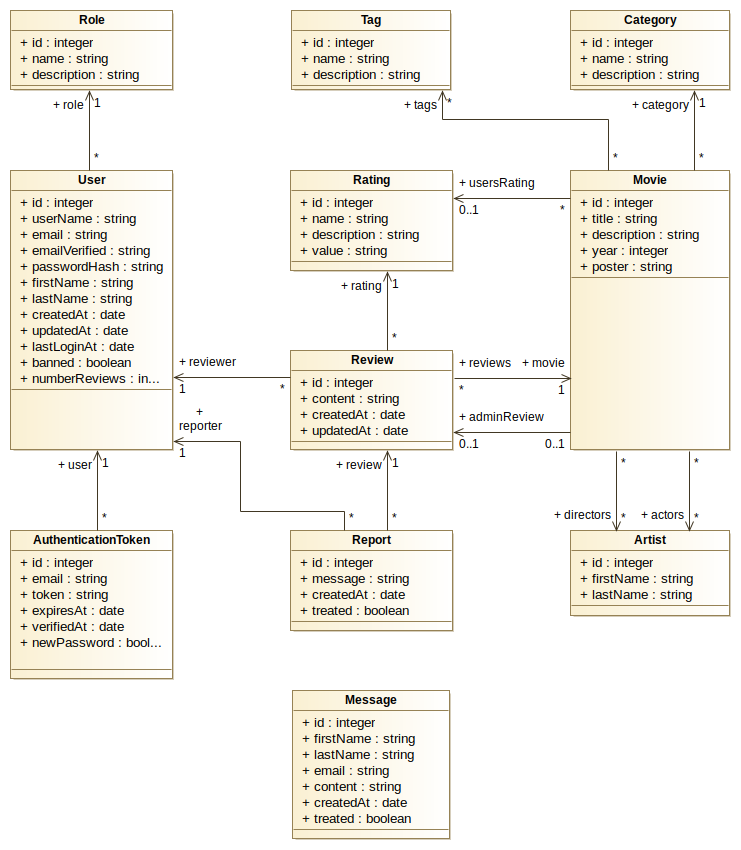 Role
+ id : integer
+ name : string
+ description : string
Tag
+ id : integer
+ name : string
+ description : string
Category
+ id : integer
+ name : string
+ description : string
+ role
1
*
+ tags
*
*
+ category
1
*
User
+ id : integer
+ userName : string
+ email : string
+ emailVerified : string
+ passwordHash : string
+ firstName : string
+ lastName : string
+ createdAt : date
+ updatedAt : date
+ lastLoginAt : date
+ banned : boolean
+ numberReviews : in...
Rating
+ id : integer
+ name : string
+ description : string
+ value : string
+ usersRating
0..1
*
Movie
+ id : integer
+ title : string
+ description : string
+ year : integer
+ poster : string
+ rating
1
*
+ reviewer
1
*
Review
+ id : integer
+ content : string
+ createdAt : date
+ updatedAt : date
+ reviews
+ movie
*
1
+ adminReview
0..1
0..1
+
reporter
1
*
+ user
1
*
+ review
1
*
*
+ directors
*
*
+ actors
*
AuthenticationToken
+ id : integer
+ email : string
+ token : string
+ expiresAt : date
+ verifiedAt : date
+ newPassword : bool...
Report
+ id : integer
+ message : string
+ createdAt : date
+ treated : boolean
Artist
+ id : integer
+ firstName : string
+ lastName : string
Message
+ id : integer
+ firstName : string
+ lastName : string
+ email : string
+ content : string
+ createdAt : date
+ treated : boolean